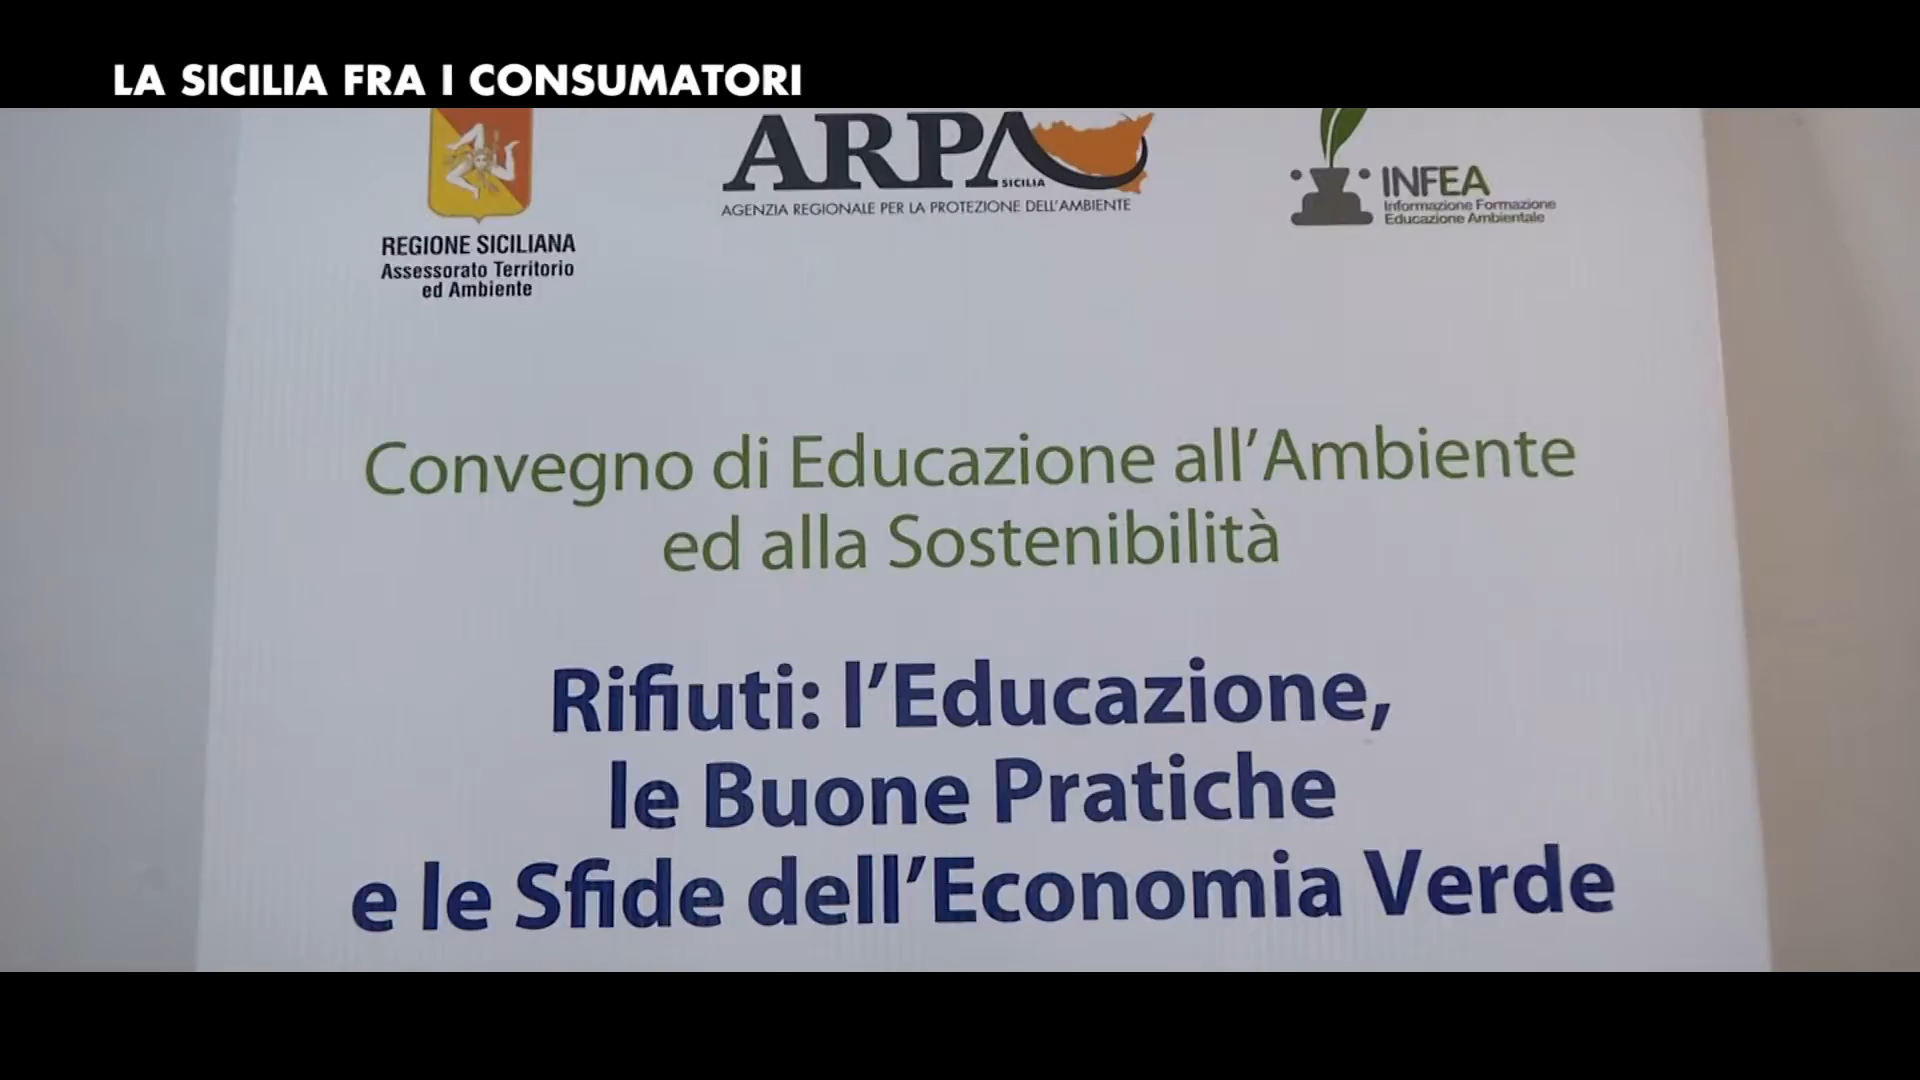 LA SICILIA FRA I CONSUMATORI
REGIONE SICILIANA
Assessorato Territorio
ed Ambiente
ARPA
SICILIA
AGENZIA REGIONALE PER LA PROTEZIONE DELL'AMBIENTE
INFEA
Informazione Formazione
Educazione Ambientale
Convegno di Educazione all'Ambiente
ed alla Sostenibilità
Rifiuti: l'Educazione,
le Buone Pratiche
e le Sfide dell'Economia Verde